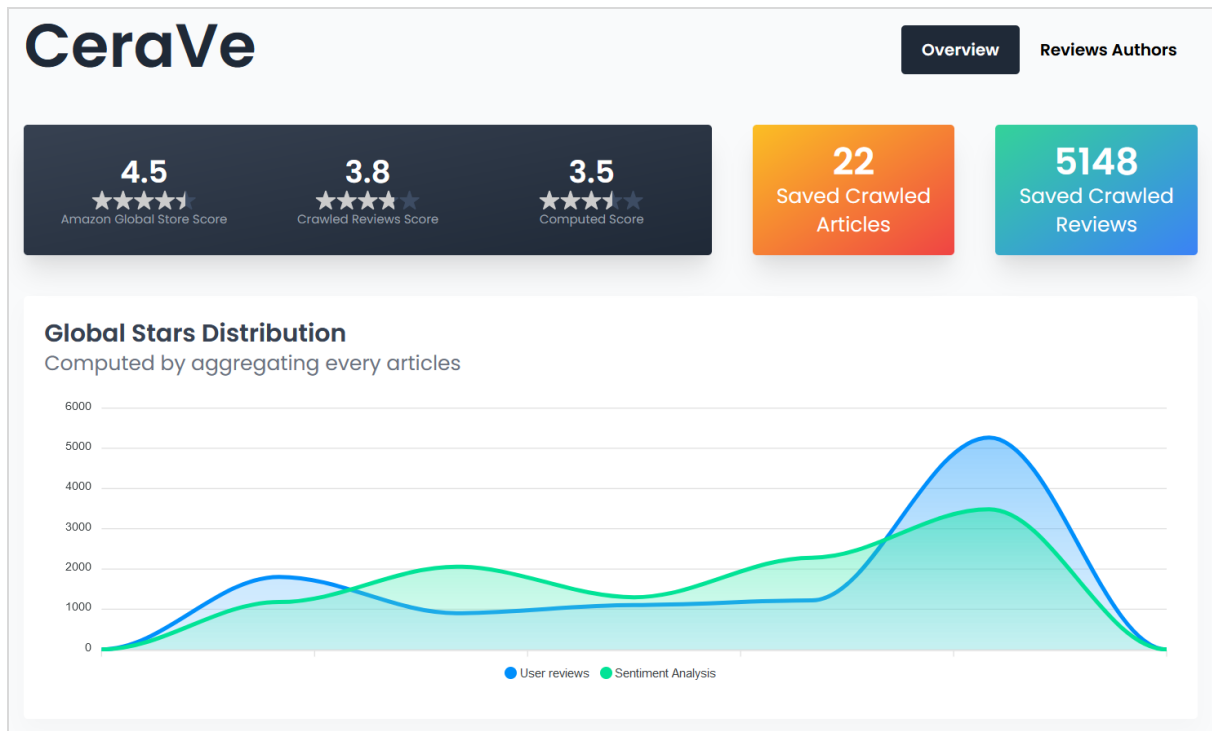 CeraVe
Overview
Reviews Authors
4.5
Amazon Global Store Score
3.8
Crawled Reviews Score
3.5
Computed Score
22
Saved Crawled
Articles
5148
Saved Crawled
Reviews
Global Stars Distribution
Computed by aggregating every articles
6000
5000
4000
3000
2000
1000
0
User reviews
Sentiment Analysis